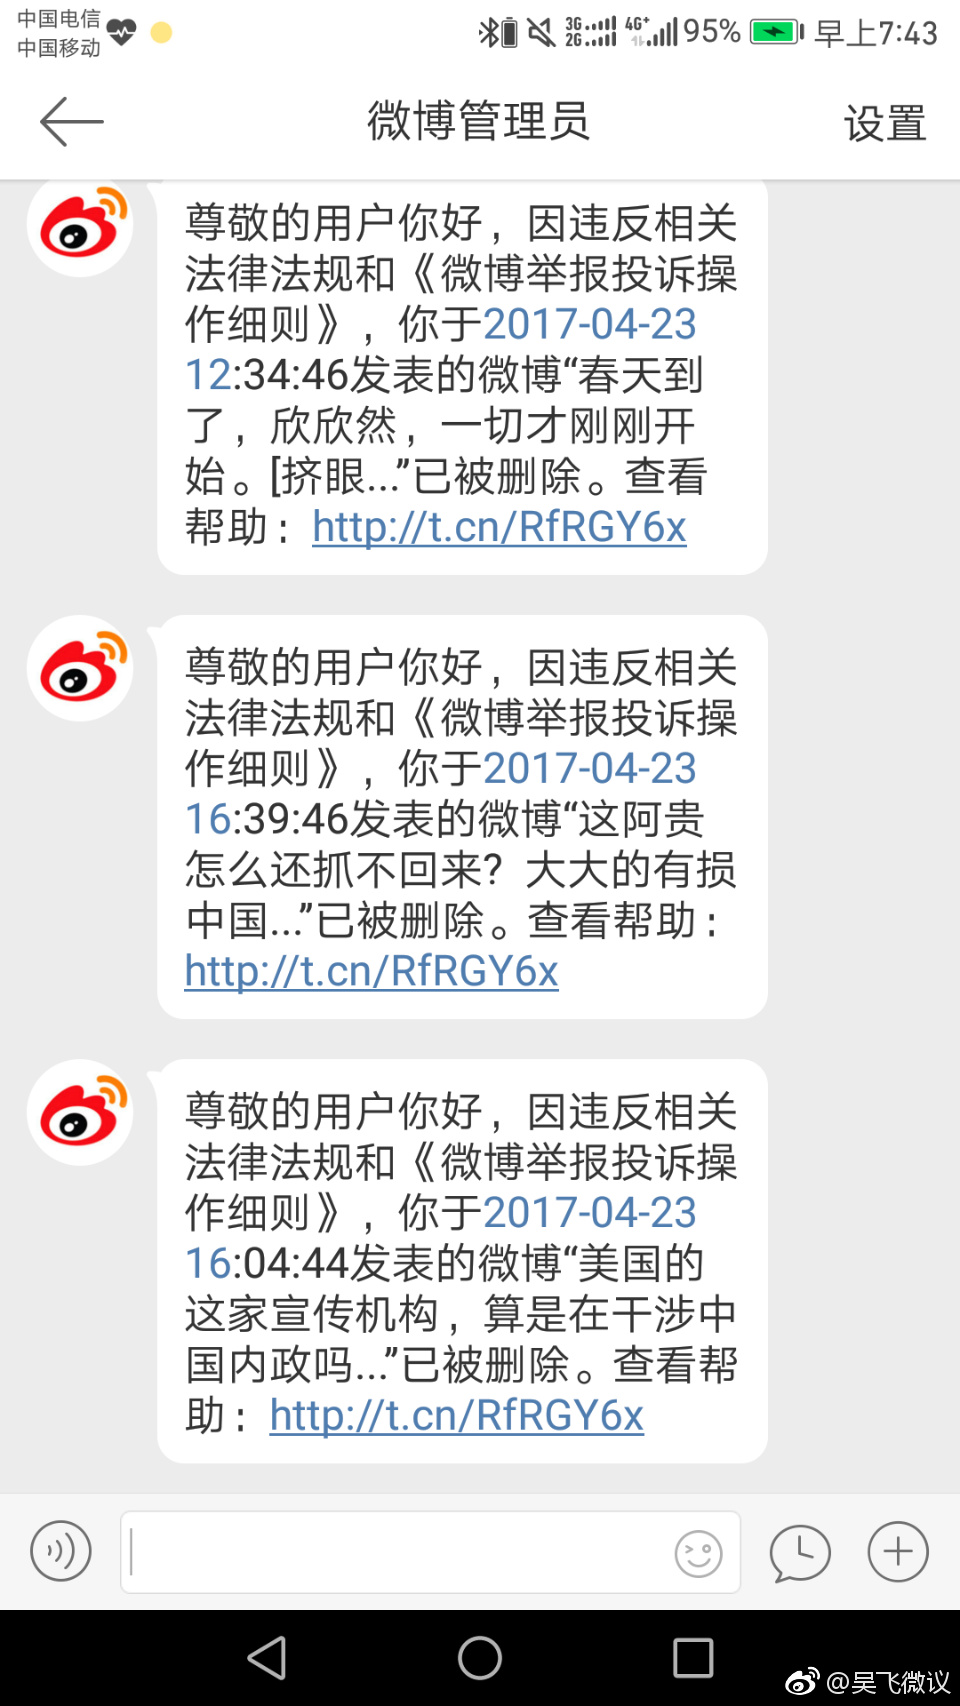 中国电信
中国移动
3G
2G
4G+
95%
早上7:43
微博管理员
设置
尊敬的用户你好，因违反相关
法律法规和《微博举报投诉操
作细则》，你于2017-04-23
12:34:46发表的微博“春天到
了，欣欣然，一切才刚刚开
始。[挤眼...”已被删除。查看
帮助：http://t.cn/RfRGY6x
尊敬的用户你好，因违反相关
法律法规和《微博举报投诉操
作细则》，你于2017-04-23
16:39:46发表的微博“这阿贵
怎么还抓不回来？大大的有损
中国...”已被删除。查看帮助：
http://t.cn/RfRGY6x
尊敬的用户你好，因违反相关
法律法规和《微博举报投诉操
作细则》，你于2017-04-23
16:04:44发表的微博“美国的
这家宣传机构，算是在干涉中
国内政吗...”已被删除。查看帮
助：http://t.cn/RfRGY6x
@吴飞微议